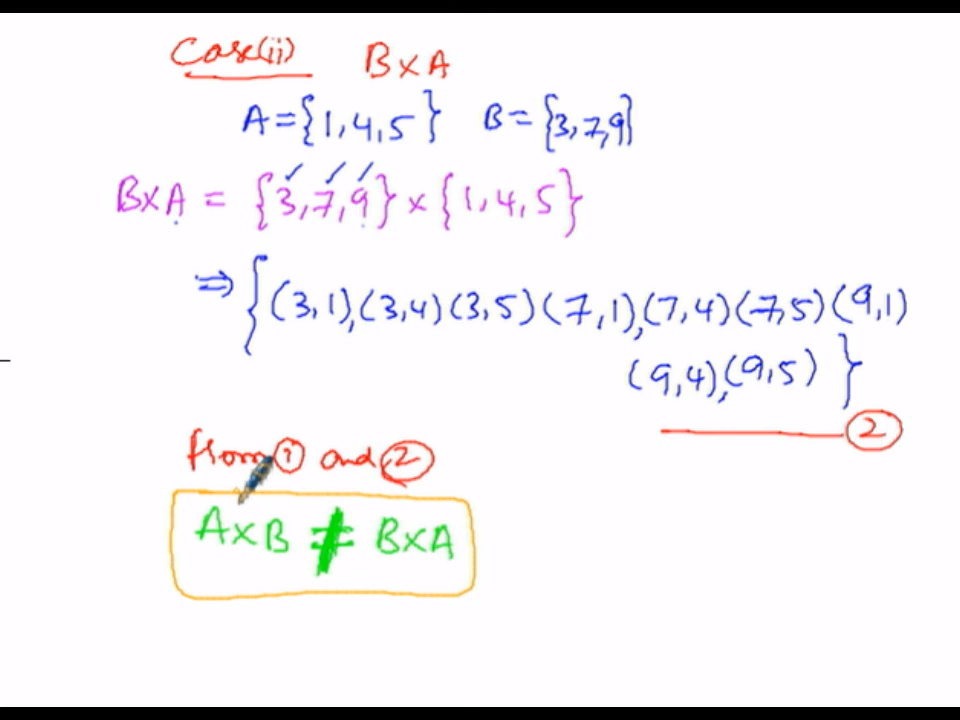 Case(ii) B×A
A={1,4,5} B={3,7,9}
B×A = {3,7,9}×{1,4,5}
⇒ {(3,1),(3,4)(3,5)(7,1),(7,4)(7,5)(9,1)
(9,4),(9,5)}
2
from 1 and 2
A×B ≠ B×A